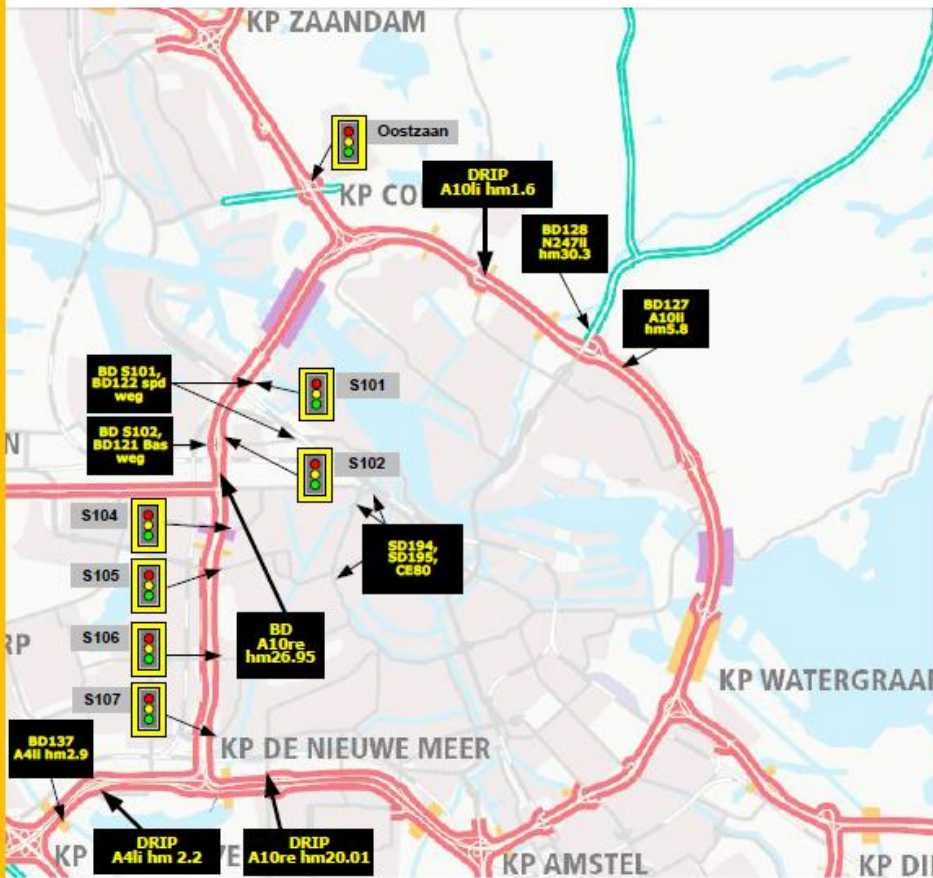 KP ZAANDAM
Oostzaan
KP CO
DRIP
A10li hm1.6
BD128
N247li
hm30.3
BD127
A10li
hm5.8
BD S101,
BD122 spd
weg
S101
BD S102,
BD121 Bas
weg
S102
N
S104
SD194,
SD195,
CE80
S105
BD
A10re
hm26.95
S106
RP
S107
KP WATERGRAAF
KP DE NIEUWE MEER
BD137
A4li hm2.9
DRIP
A4li hm 2.2
DRIP
A10re hm20.01
KP
VE
KP AMSTEL
KP DI